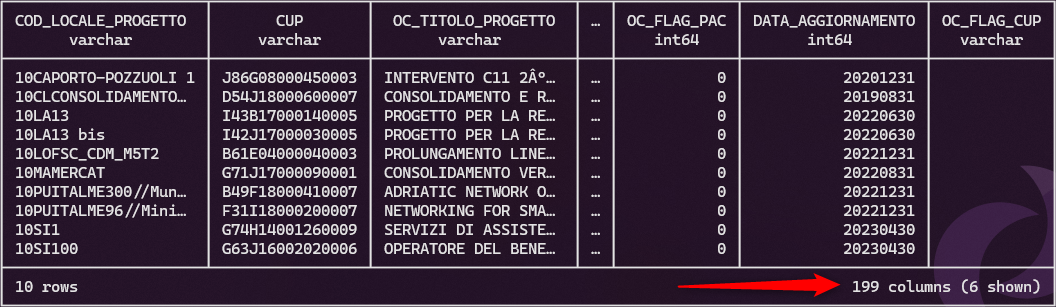 COD_LOCALE_PROGETTO CUP OC_TITOLO_PROGETTO … OC_FLAG_PAC DATA_AGGIORNAMENTO OC_FLAG_CUP
varchar varchar varchar int64 int64 varchar
10CAPORTO-POZZUOLI 1 J86G08000450003 INTERVENTO C11 2Âº… … 0 20201231
10CLCONSOLIDAMENTO… D54J18000600007 CONSOLIDAMENTO E R… … 0 20190831
10LA13 I43B17000140005 PROGETTO PER LA RE… … 0 20220630
10LA13 bis I42J17000030005 PROGETTO PER LA RE… … 0 20220630
10LOFSC_CDM_M5T2 B61E04000040003 PROLUNGAMENTO LINE… … 0 20221231
10MAMERCAT G71J17000090001 CONSOLIDAMENTO VER… … 0 20220831
10PUITALME300//Mun… B49F18000410007 ADRIATIC NETWORK O… … 0 20221231
10PUITALME96//Mini… F31I18000200007 NETWORKING FOR SMA… … 0 20221231
10SI1 G74H14001260009 SERVIZI DI ASSISTE… … 0 20230430
10SI100 G63J16002020006 OPERATORE DEL BENE… … 0 20230430
10 rows 199 columns (6 shown)